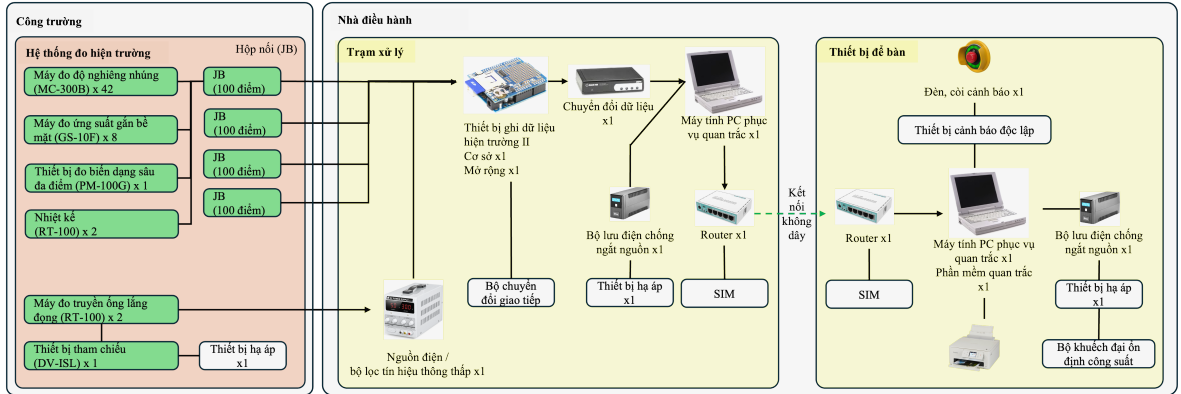 Công trường
Hệ thống đo hiện trường
Hộp nối (JB)
Máy đo độ nghiêng nhúng
(MC-300B) x 42
Máy đo ứng suất gắn bề
mặt (GS-10F) x 8
Thiết bị đo biến dạng sâu
đa điểm (PM-100G) x 1
Nhiệt kế
(RT-100) x 2
JB
(100 điểm)
JB
(100 điểm)
JB
(100 điểm)
JB
(100 điểm)
Máy đo truyền ống lắng
đọng (RT-100) x 2
Thiết bị tham chiếu
(DV-ISL) x 1
Thiết bị hạ áp
x1
Nhà điều hành
Trạm xử lý
Thiết bị ghi dữ liệu
hiện trường II
Cơ sở x1
Mở rộng x1
Bộ chuyển
đổi giao tiếp
Nguồn điện /
bộ lọc tín hiệu thông thấp x1
Chuyển đổi dữ liệu
x1
Máy tính PC phục
vụ quan trắc x1
Bộ lưu điện chống
ngắt nguồn x1
Thiết bị hạ áp
x1
Router x1
SIM
Kết
nối
không
dây
Thiết bị để bàn
Đèn, còi cảnh báo x1
Thiết bị cảnh báo độc lập
Router x1
SIM
Máy tính PC phục vụ
quan trắc x1
Phần mềm quan trắc
x1
Bộ lưu điện chống
ngắt nguồn x1
Thiết bị hạ áp
x1
Bộ khuếch đại ổn
định công suất